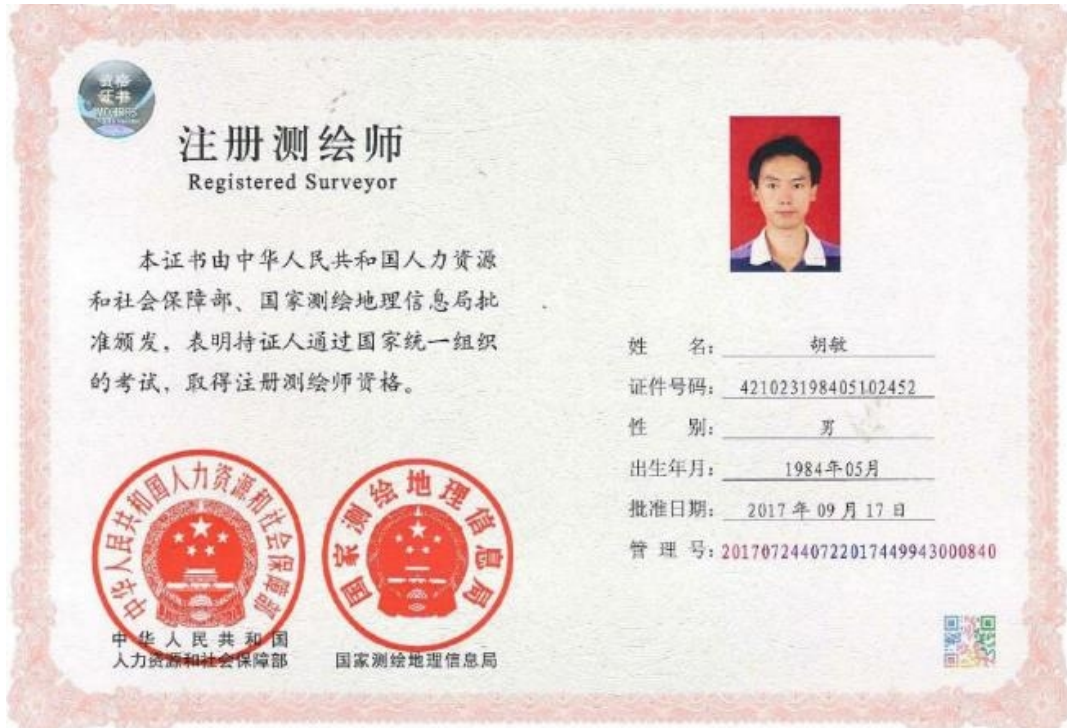 资格
证书
注册测绘师
Registered Surveyor
本证书由中华人民共和国人力资源
和社会保障部、国家测绘地理信息局批
准颁发，表明持证人通过国家统一组织
的考试，取得注册测绘师资格。
中华人民共和国人力资源和社会保障部
中华人民共和国
人力资源和社会保障部
国家测绘地理信息局
国家测绘地理信息局
姓 名： 胡敏
证件号码： 421023198405102452
性 别： 男
出生年月： 1984年05月
批准日期： 2017 年 09 月 17 日
管 理 号：2017072440722017449943000840